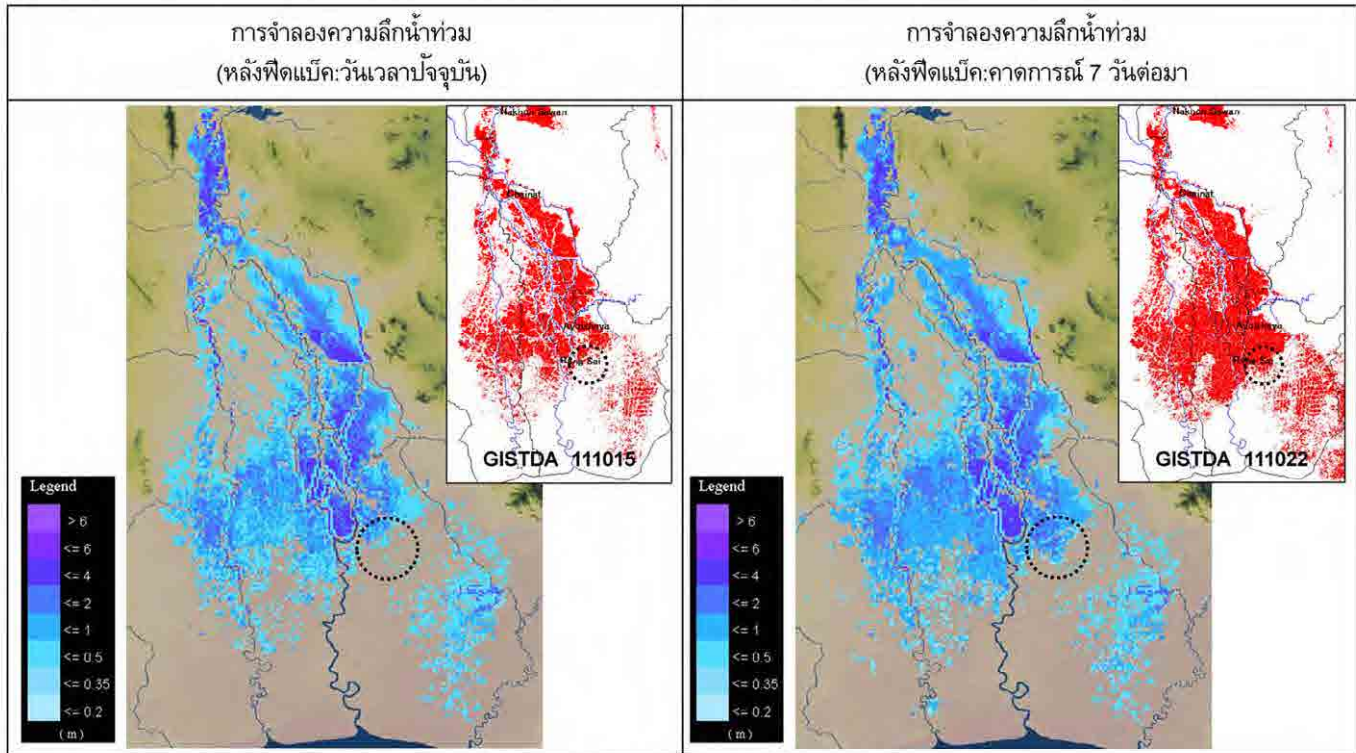 การจำลองความลึกน้ำท่วม
(หลังฟีดแบ็ค:วันเวลาปัจจุบัน)
การจำลองความลึกน้ำท่วม
(หลังฟีดแบ็ค:คาดการณ์ 7 วันต่อมา
Nakhon Sawan
Chainat
Ayutthaya
GISTDA 111015
Legend
> 6
<= 6
<= 4
<= 2
<= 1
<= 0.5
<= 0.35
<= 0.2
( m )
Nakhon Sawan
Chainat
Ayutthaya
GISTDA 111022
Legend
> 6
<= 6
<= 4
<= 2
<= 1
<= 0.5
<= 0.35
<= 0.2
( m )